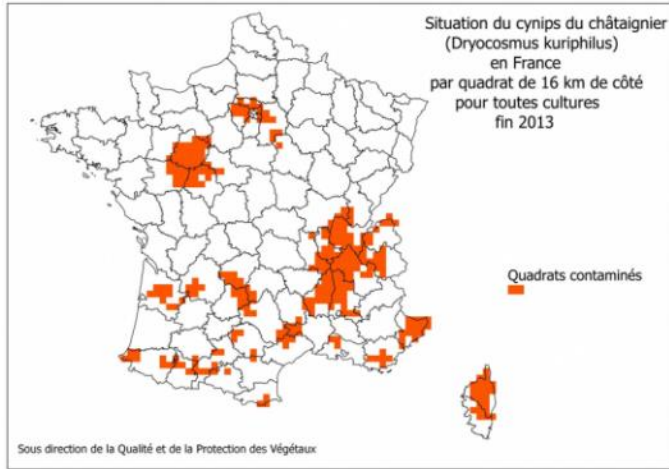 Situation du cynips du châtaignier
(Dryocosmus kuriphilus)
en France
par quadrat de 16 km de côté
pour toutes cultures
fin 2013
Quadrats contaminés
Sous direction de la Qualité et de la Protection des Végétaux